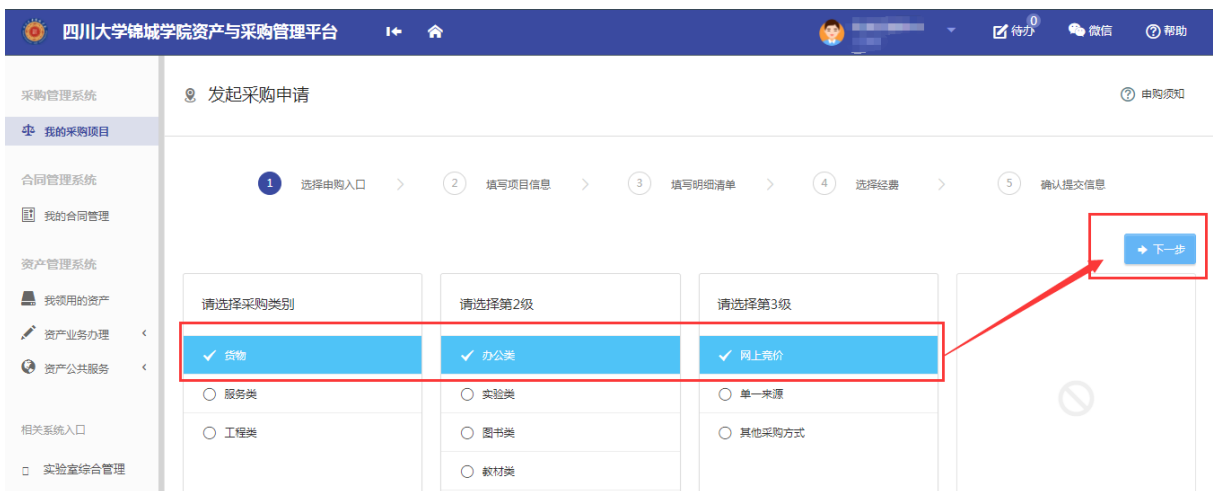 四川大学锦城学院资产与采购管理平台
0
待办
微信
帮助
采购管理系统
我的采购项目
合同管理系统
我的合同管理
资产管理系统
我领用的资产
资产业务办理
资产公共服务
相关系统入口
实验室综合管理
发起采购申请
申购须知
1 选择申购入口
2 填写项目信息
3 填写明细清单
4 选择经费
5 确认提交信息
下一步
请选择采购类别
货物
服务类
工程类
请选择第2级
办公类
实验类
图书类
教材类
请选择第3级
网上竞价
单一来源
其他采购方式